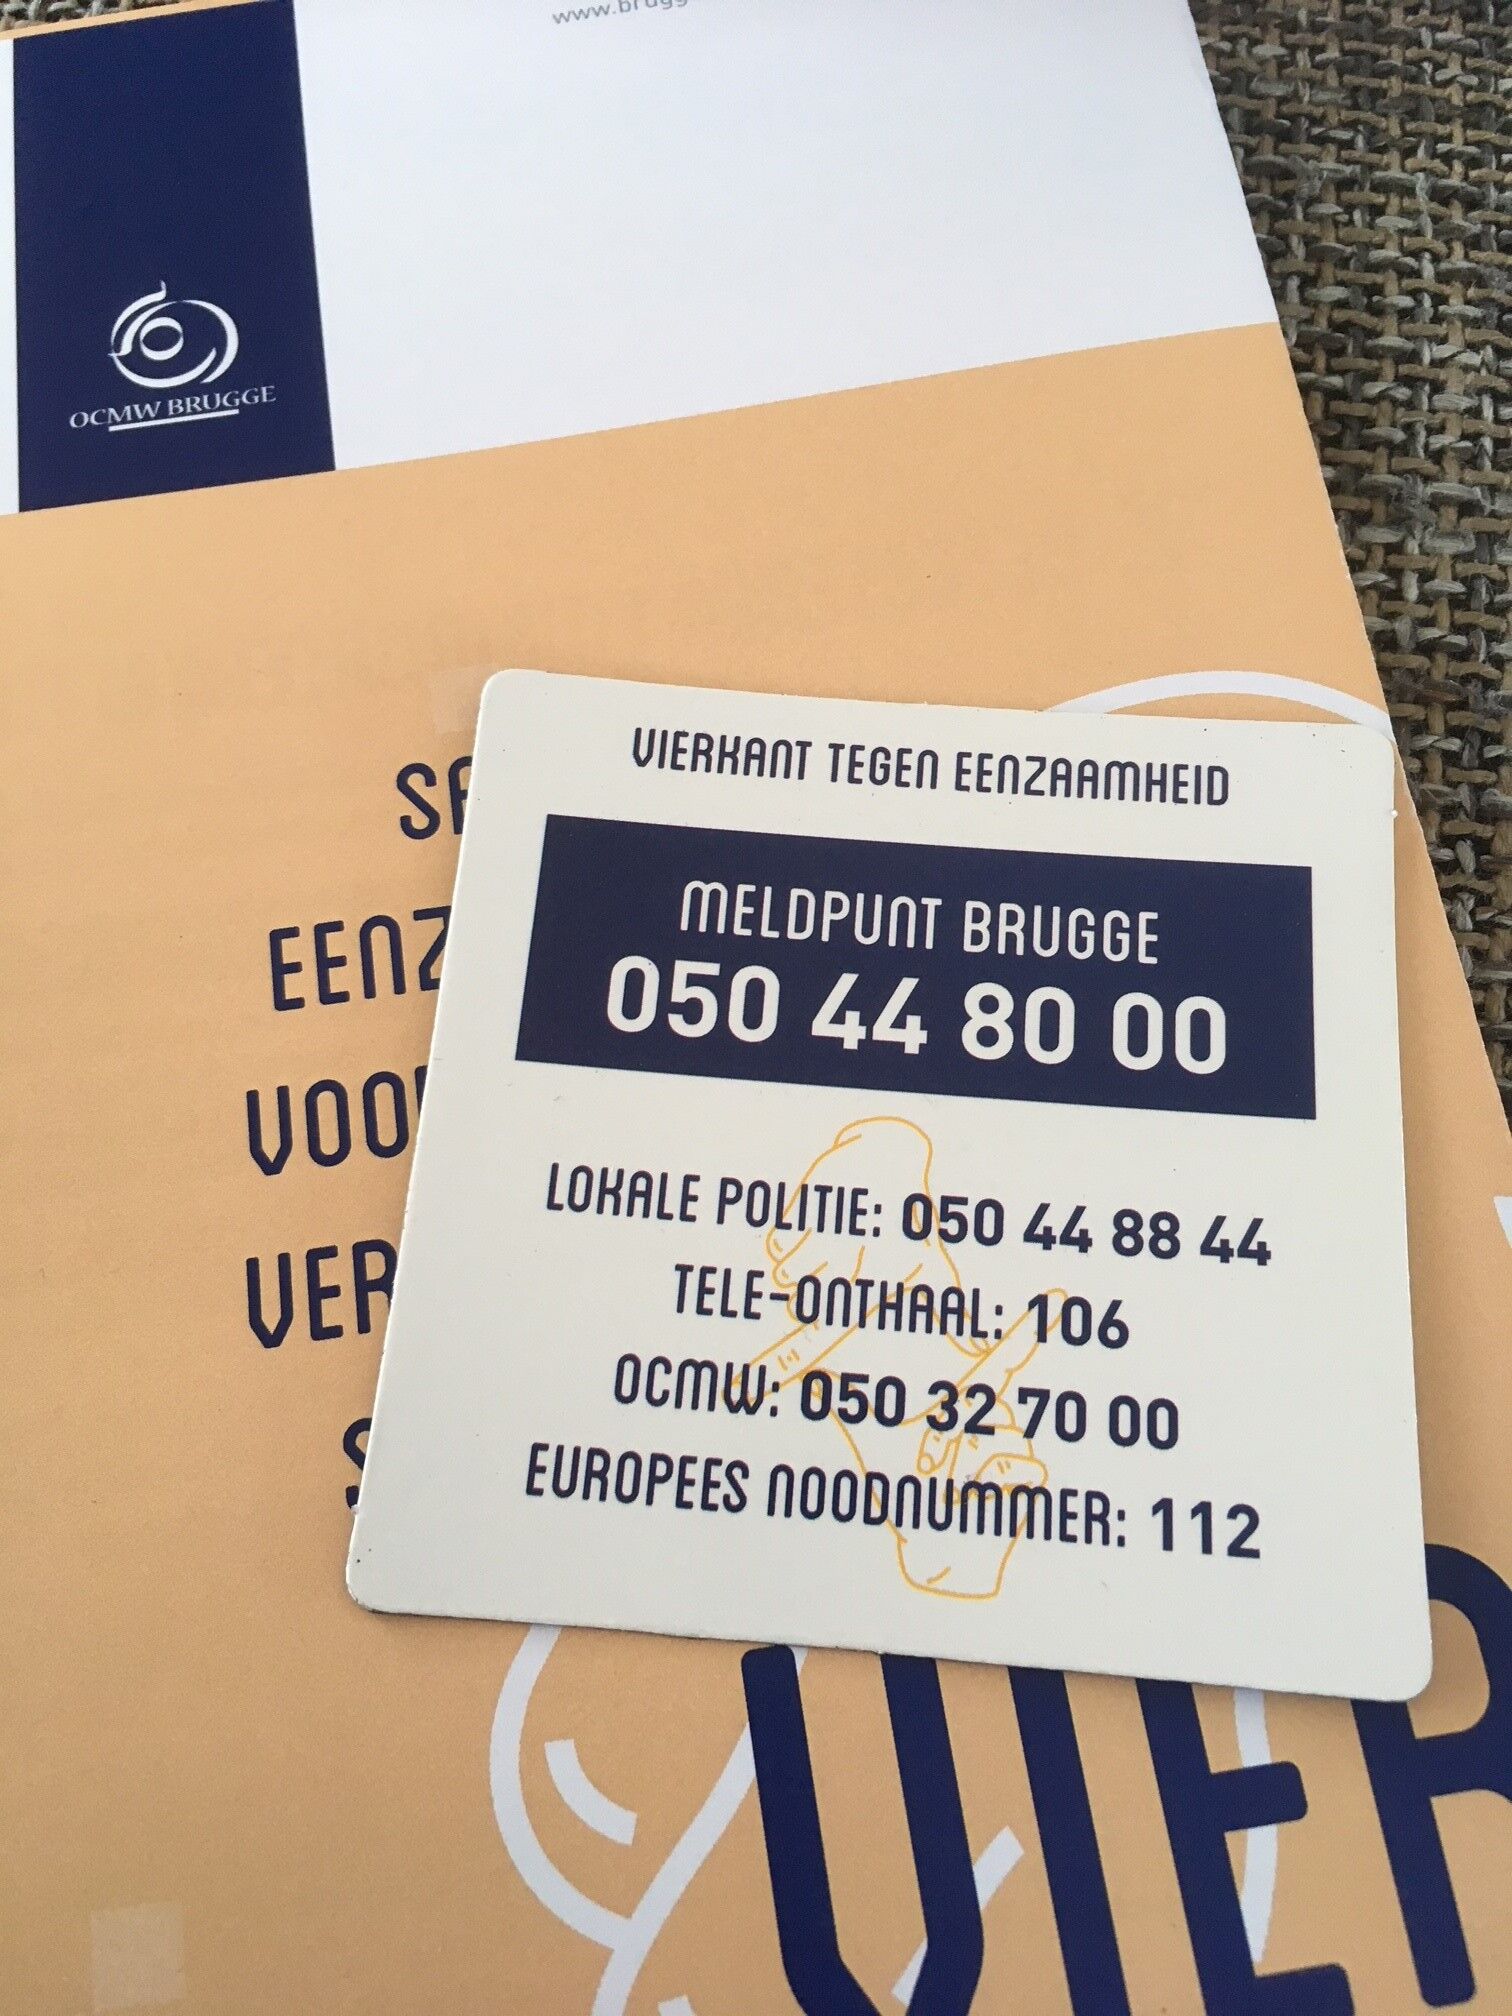 OCMW BRUGGE
VIERKANT TEGEN EENZAAMHEID
MELDPUNT BRUGGE
050 44 80 00
LOKALE POLITIE: 050 44 88 44
TELE-ONTHAAL: 106
OCMW: 050 32 70 00
EUROPEES NOODNUMMER: 112